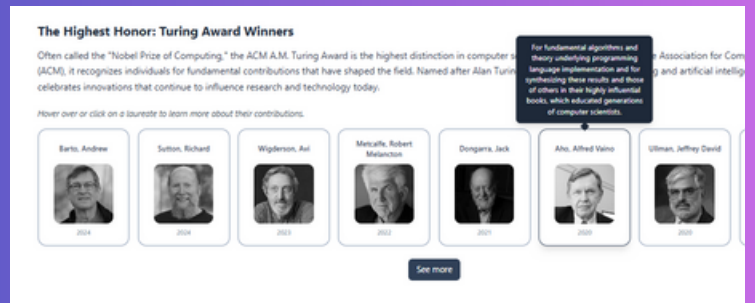 The Highest Honor: Turing Award Winners
Often called the "Nobel Prize of Computing," the ACM A.M. Turing Award is the highest distinction in computer s
e Association for Com
(ACM), it recognizes individuals for fundamental contributions that have shaped the field. Named after Alan Turin
g and artificial intellig
celebrates innovations that continue to influence research and technology today.
For fundamental algorithms and
theory underlying programming
language implementation and for
synthesizing these results and those
of others in their highly influential
books, which educated generations
of computer scientists.
Hover over or click on a laureate to learn more about their contributions.
Barto, Andrew
2024
Sutton, Richard
2024
Wigderson, Avi
2023
Metcalfe, Robert
Melancton
2022
Dongarra, Jack
2021
Aho, Alfred Vaino
2020
Ullman, Jeffrey David
2020
See more